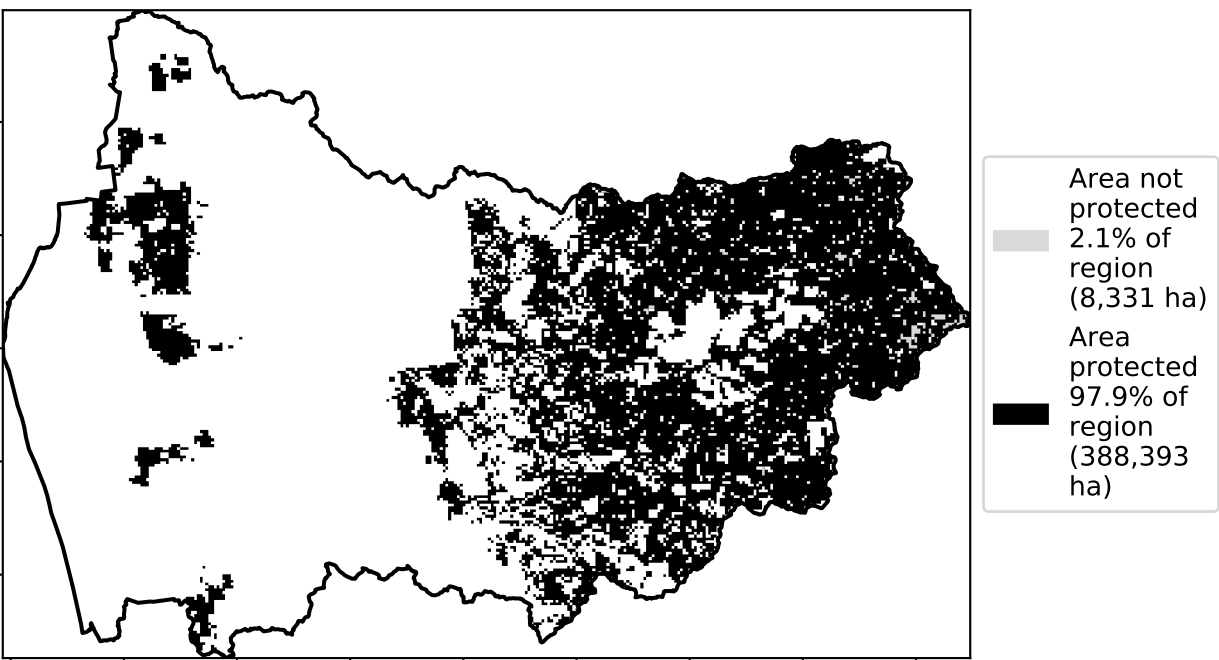 Area not
protected
2.1% of
region
(8,331 ha)
Area
protected
97.9% of
region
(388,393
ha)